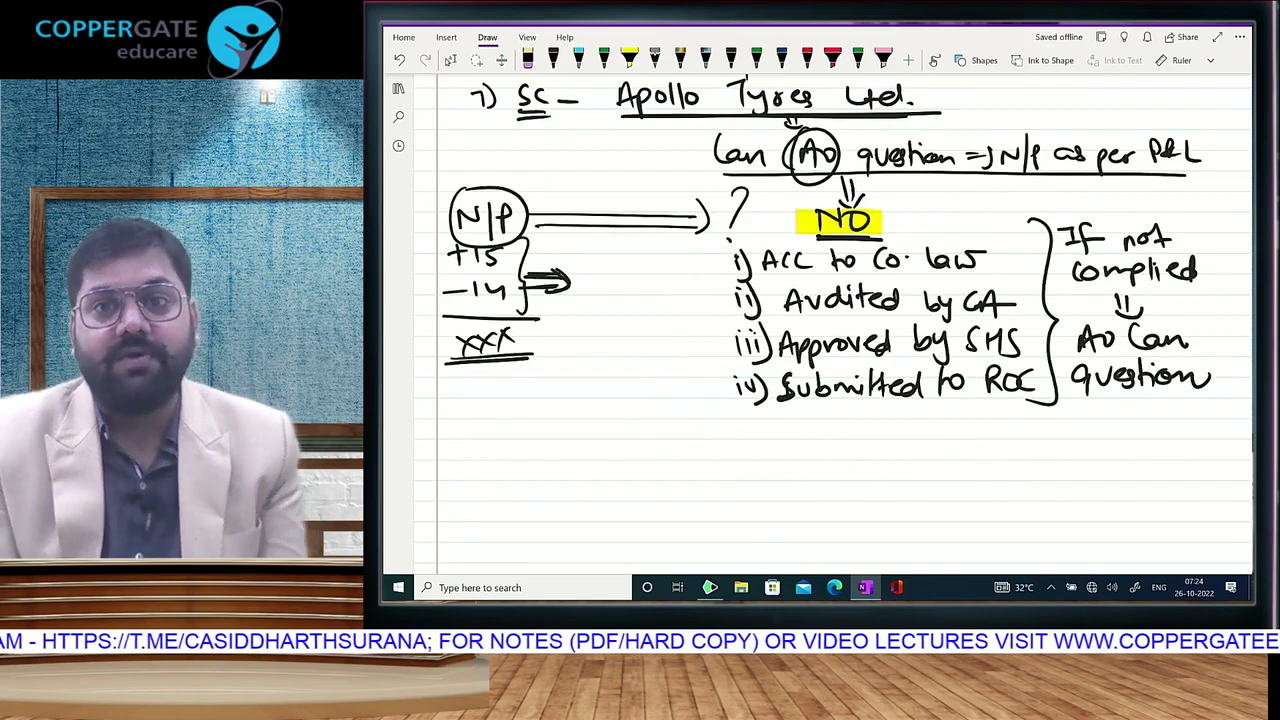 COPPERGATE
educare
Home Insert Draw View Help
Saved offline
Share
Shapes
Ink to Shape
Ink to Text
Ruler
7) SC - Apollo Tyres Ltd.
Can AO question => N/P as per P&L
N/P
?
NO
+15
-14
xxx
i) Acc to Co. law
ii) Audited by CA
iii) Approved by SHS
iv) Submitted to ROC
If not
complied
AO Can
question
Type here to search
32°C
ENG
07:24
26-10-2022
AM - HTTPS://T.ME/CASIDDHARTHSURANA; FOR NOTES (PDF/HARD COPY) OR VIDEO LECTURES VISIT WWW.COPPERGATEE